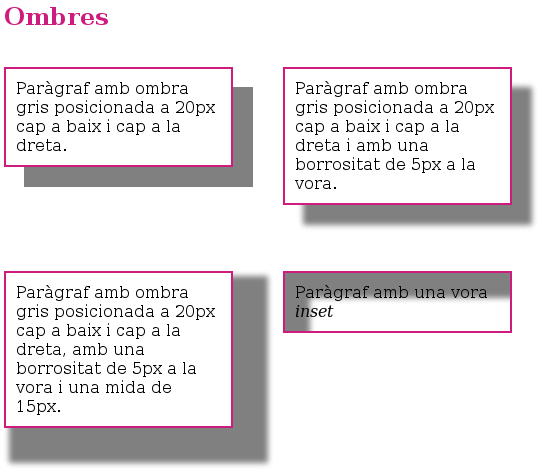 Ombres
Paràgraf amb ombra
gris posicionada a 20px
cap a baix i cap a la
dreta.
Paràgraf amb ombra
gris posicionada a 20px
cap a baix i cap a la
dreta i amb una
borrositat de 5px a la
vora.
Paràgraf amb ombra
gris posicionada a 20px
cap a baix i cap a la
dreta, amb una
borrositat de 5px a la
vora i una mida de
15px.
Paràgraf amb una vora
inset